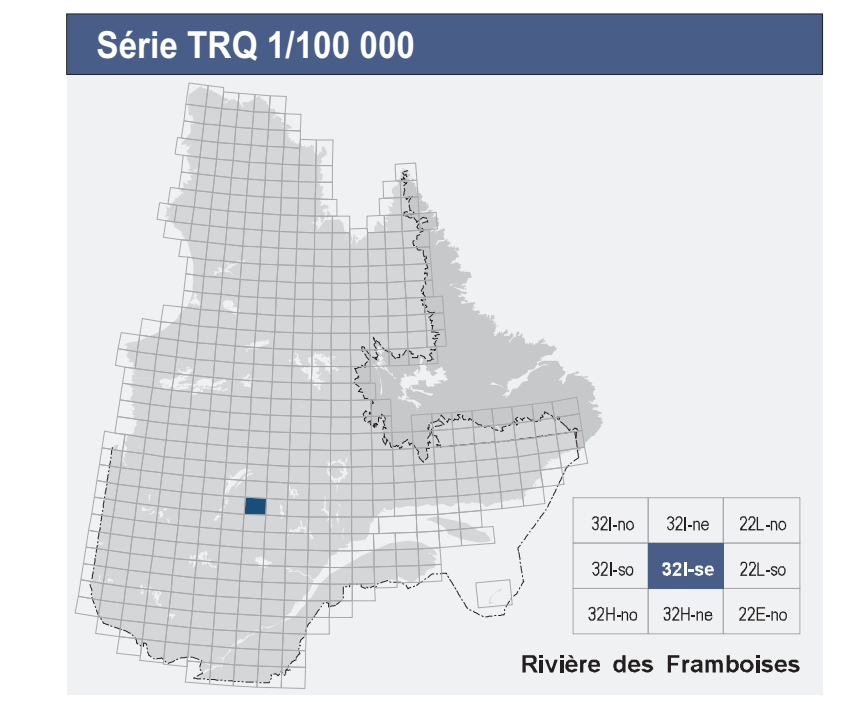 Série TRQ 1/100 000
32I-no 32I-ne 22L-no
32I-so 32I-se 22L-so
32H-no 32H-ne 22E-no
Rivière des Framboises